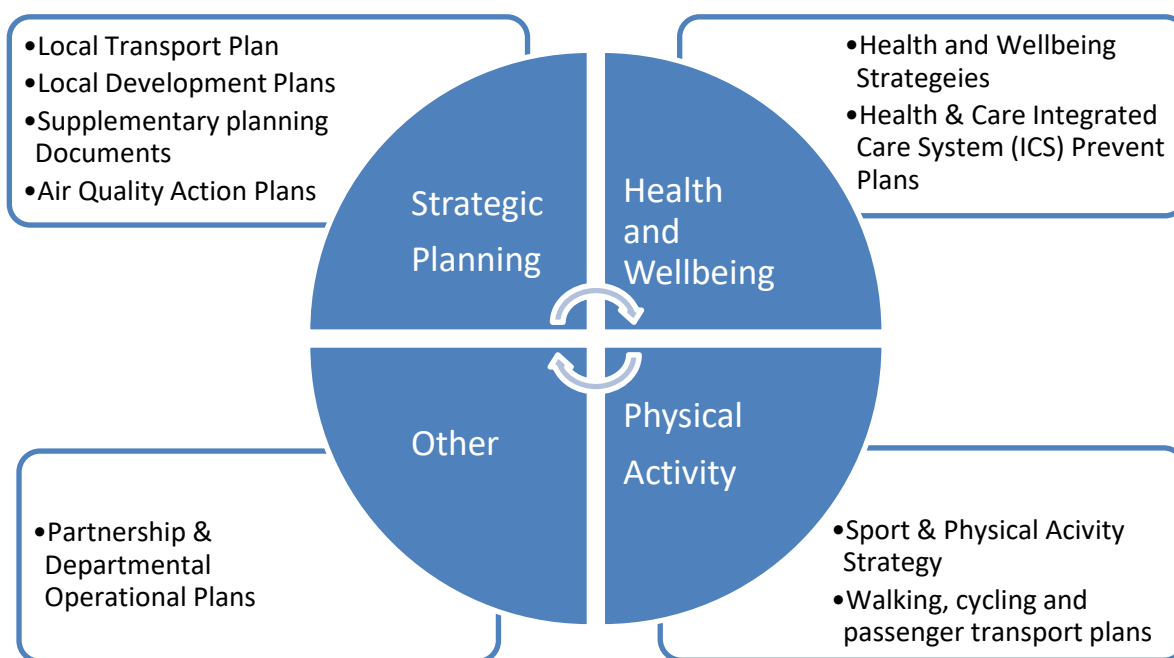 •Local Transport Plan
•Local Development Plans
•Supplementary planning
Documents
•Air Quality Action Plans
•Health and Wellbeing
Strategeies
•Health & Care Integrated
Care System (ICS) Prevent
Plans
Strategic
Planning
Health
and
Wellbeing
Other
Physical
Activity
•Partnership &
Departmental
Operational Plans
•Sport & Physical Acivity
Strategy
•Walking, cycling and
passenger transport plans